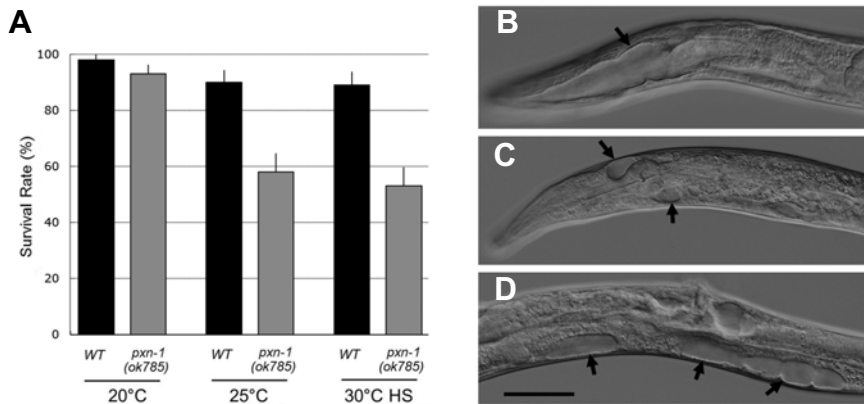 A
Survival Rate (%)
100
80
60
40
20
0
WT
pxn-1
(ok785)
WT
pxn-1
(ok785)
WT
pxn-1
(ok785)
20°C
25°C
30°C HS
B
C
D